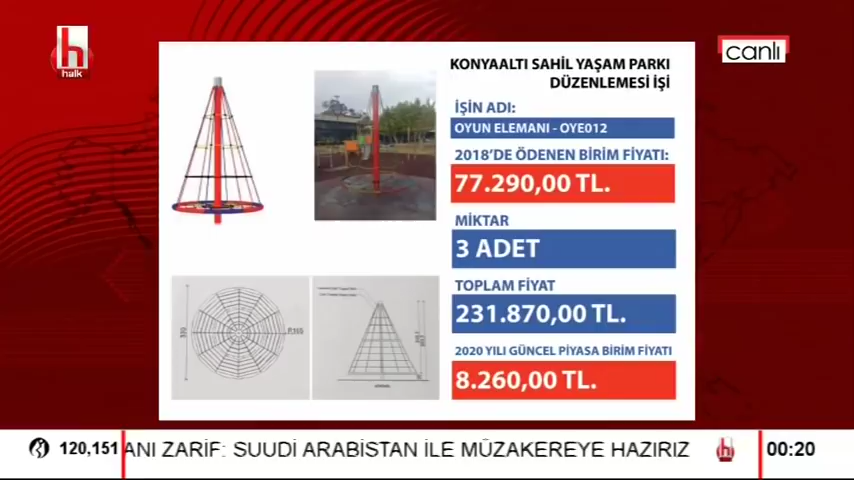 halk
canlı
KONYAALTI SAHİL YAŞAM PARKI
DÜZENLEMESİ İŞİ
İŞİN ADI:
OYUN ELEMANI - OYE012
2018'DE ÖDENEN BİRİM FİYATI:
77.290,00 TL.
MİKTAR
3 ADET
TOPLAM FİYAT
231.870,00 TL.
2020 YILI GÜNCEL PİYASA BİRİM FİYATI
8.260,00 TL.
120,151
ANI ZARİF: SUUDİ ARABİSTAN İLE MÜZAKEREYE HAZIRIZ
00:20